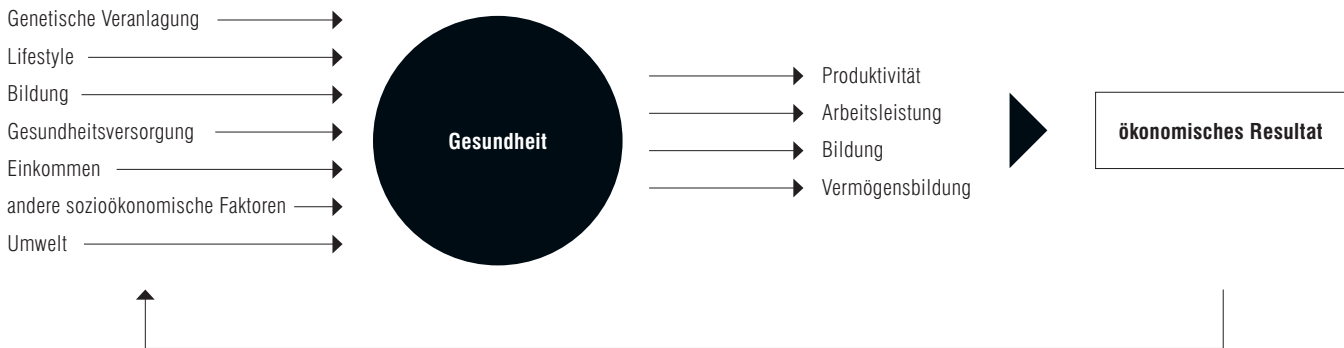 Genetische Veranlagung
Lifestyle
Bildung
Gesundheitsversorgung
Einkommen
andere sozioökonomische Faktoren
Umwelt
Gesundheit
Produktivität
Arbeitsleistung
Bildung
Vermögensbildung
ökonomisches Resultat